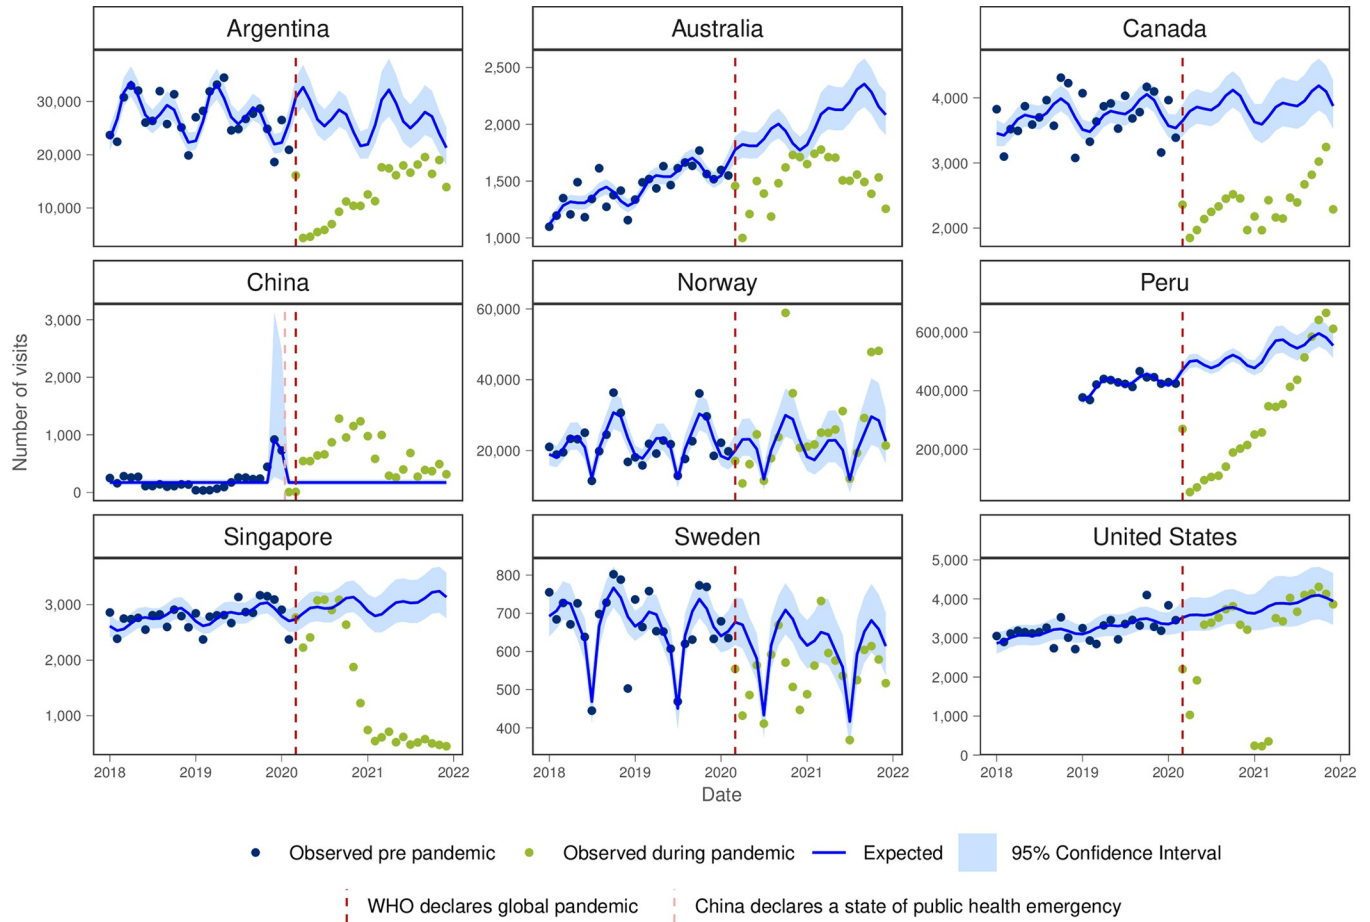 Argentina
Australia
Canada
30,000
20,000
10,000
2,500
2,000
1,500
1,000
4,000
3,000
2,000
China
Norway
Peru
Number of visits
3,000
2,000
1,000
0
60,000
40,000
20,000
600,000
400,000
200,000
Singapore
Sweden
United States
3,000
2,000
1,000
800
700
600
500
400
5,000
4,000
3,000
2,000
1,000
0
2018 2019 2020 2021 2022
2018 2019 2020 2021 2022
2018 2019 2020 2021 2022
Date
Observed pre pandemic Observed during pandemic Expected 95% Confidence Interval
WHO declares global pandemic China declares a state of public health emergency